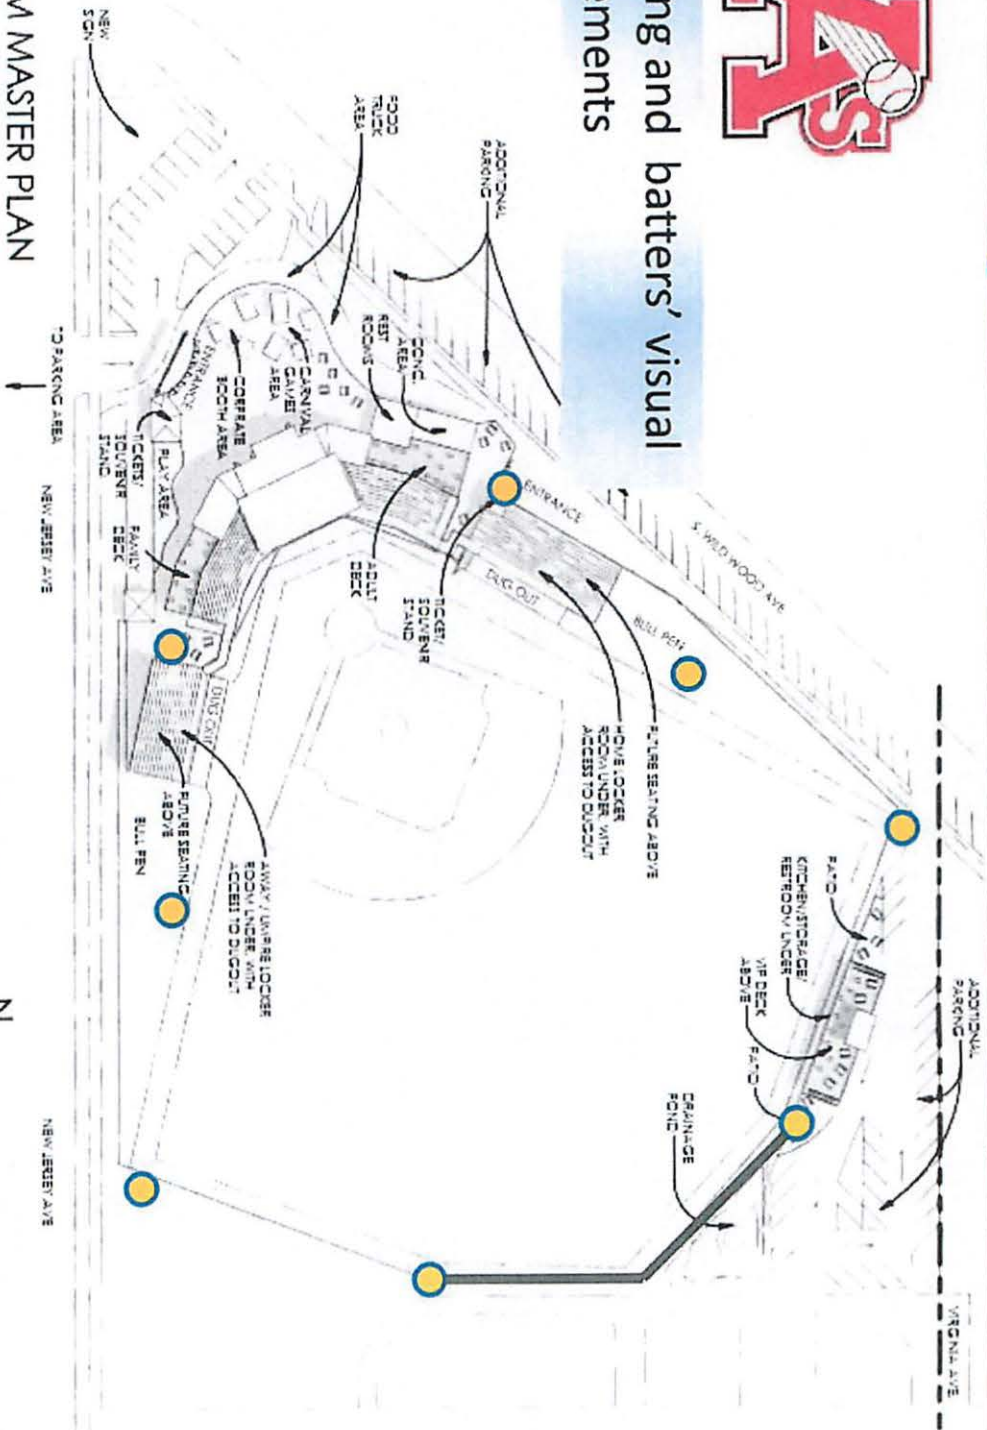 A's
ng and batters' visual
ements
M MASTER PLAN
NEW
SIGN
FOOD
TRUCK
AREA
ADDITIONAL
PARKING
CONC.
AREA
REST
ROOMS
CARNIVAL
GAMES
AREA
CORPRATE
BOOTH AREA
ENTRANCE
TICKETS/
SOUVENIR
STAND
PLAY AREA
FAMILY
DECK
TO PARKING AREA
NEW JERSEY AVE
ADULT
DECK
TICKET/
SOUVENIR
STAND
ENTRANCE
DUG OUT
BULL PEN
S. WILD WOOD AVE
FUTURE SEATING ABOVE
HOME LOCKER
ROOM UNDER, WITH
ACCESS TO DUGOUT
DUG OUT
FUTURE SEATING
ABOVE
BULL PEN
AWAY / UMPIRE LOCKER
ROOM UNDER, WITH
ACCESS TO DUGOUT
PATIO
KITCHEN/STORAGE/
RESTROOM UNDER
VIP DECK
ABOVE
PATIO
DRAINAGE
POND
ADDITIONAL
PARKING
VIRGINIA AVE
NEW JERSEY AVE
N